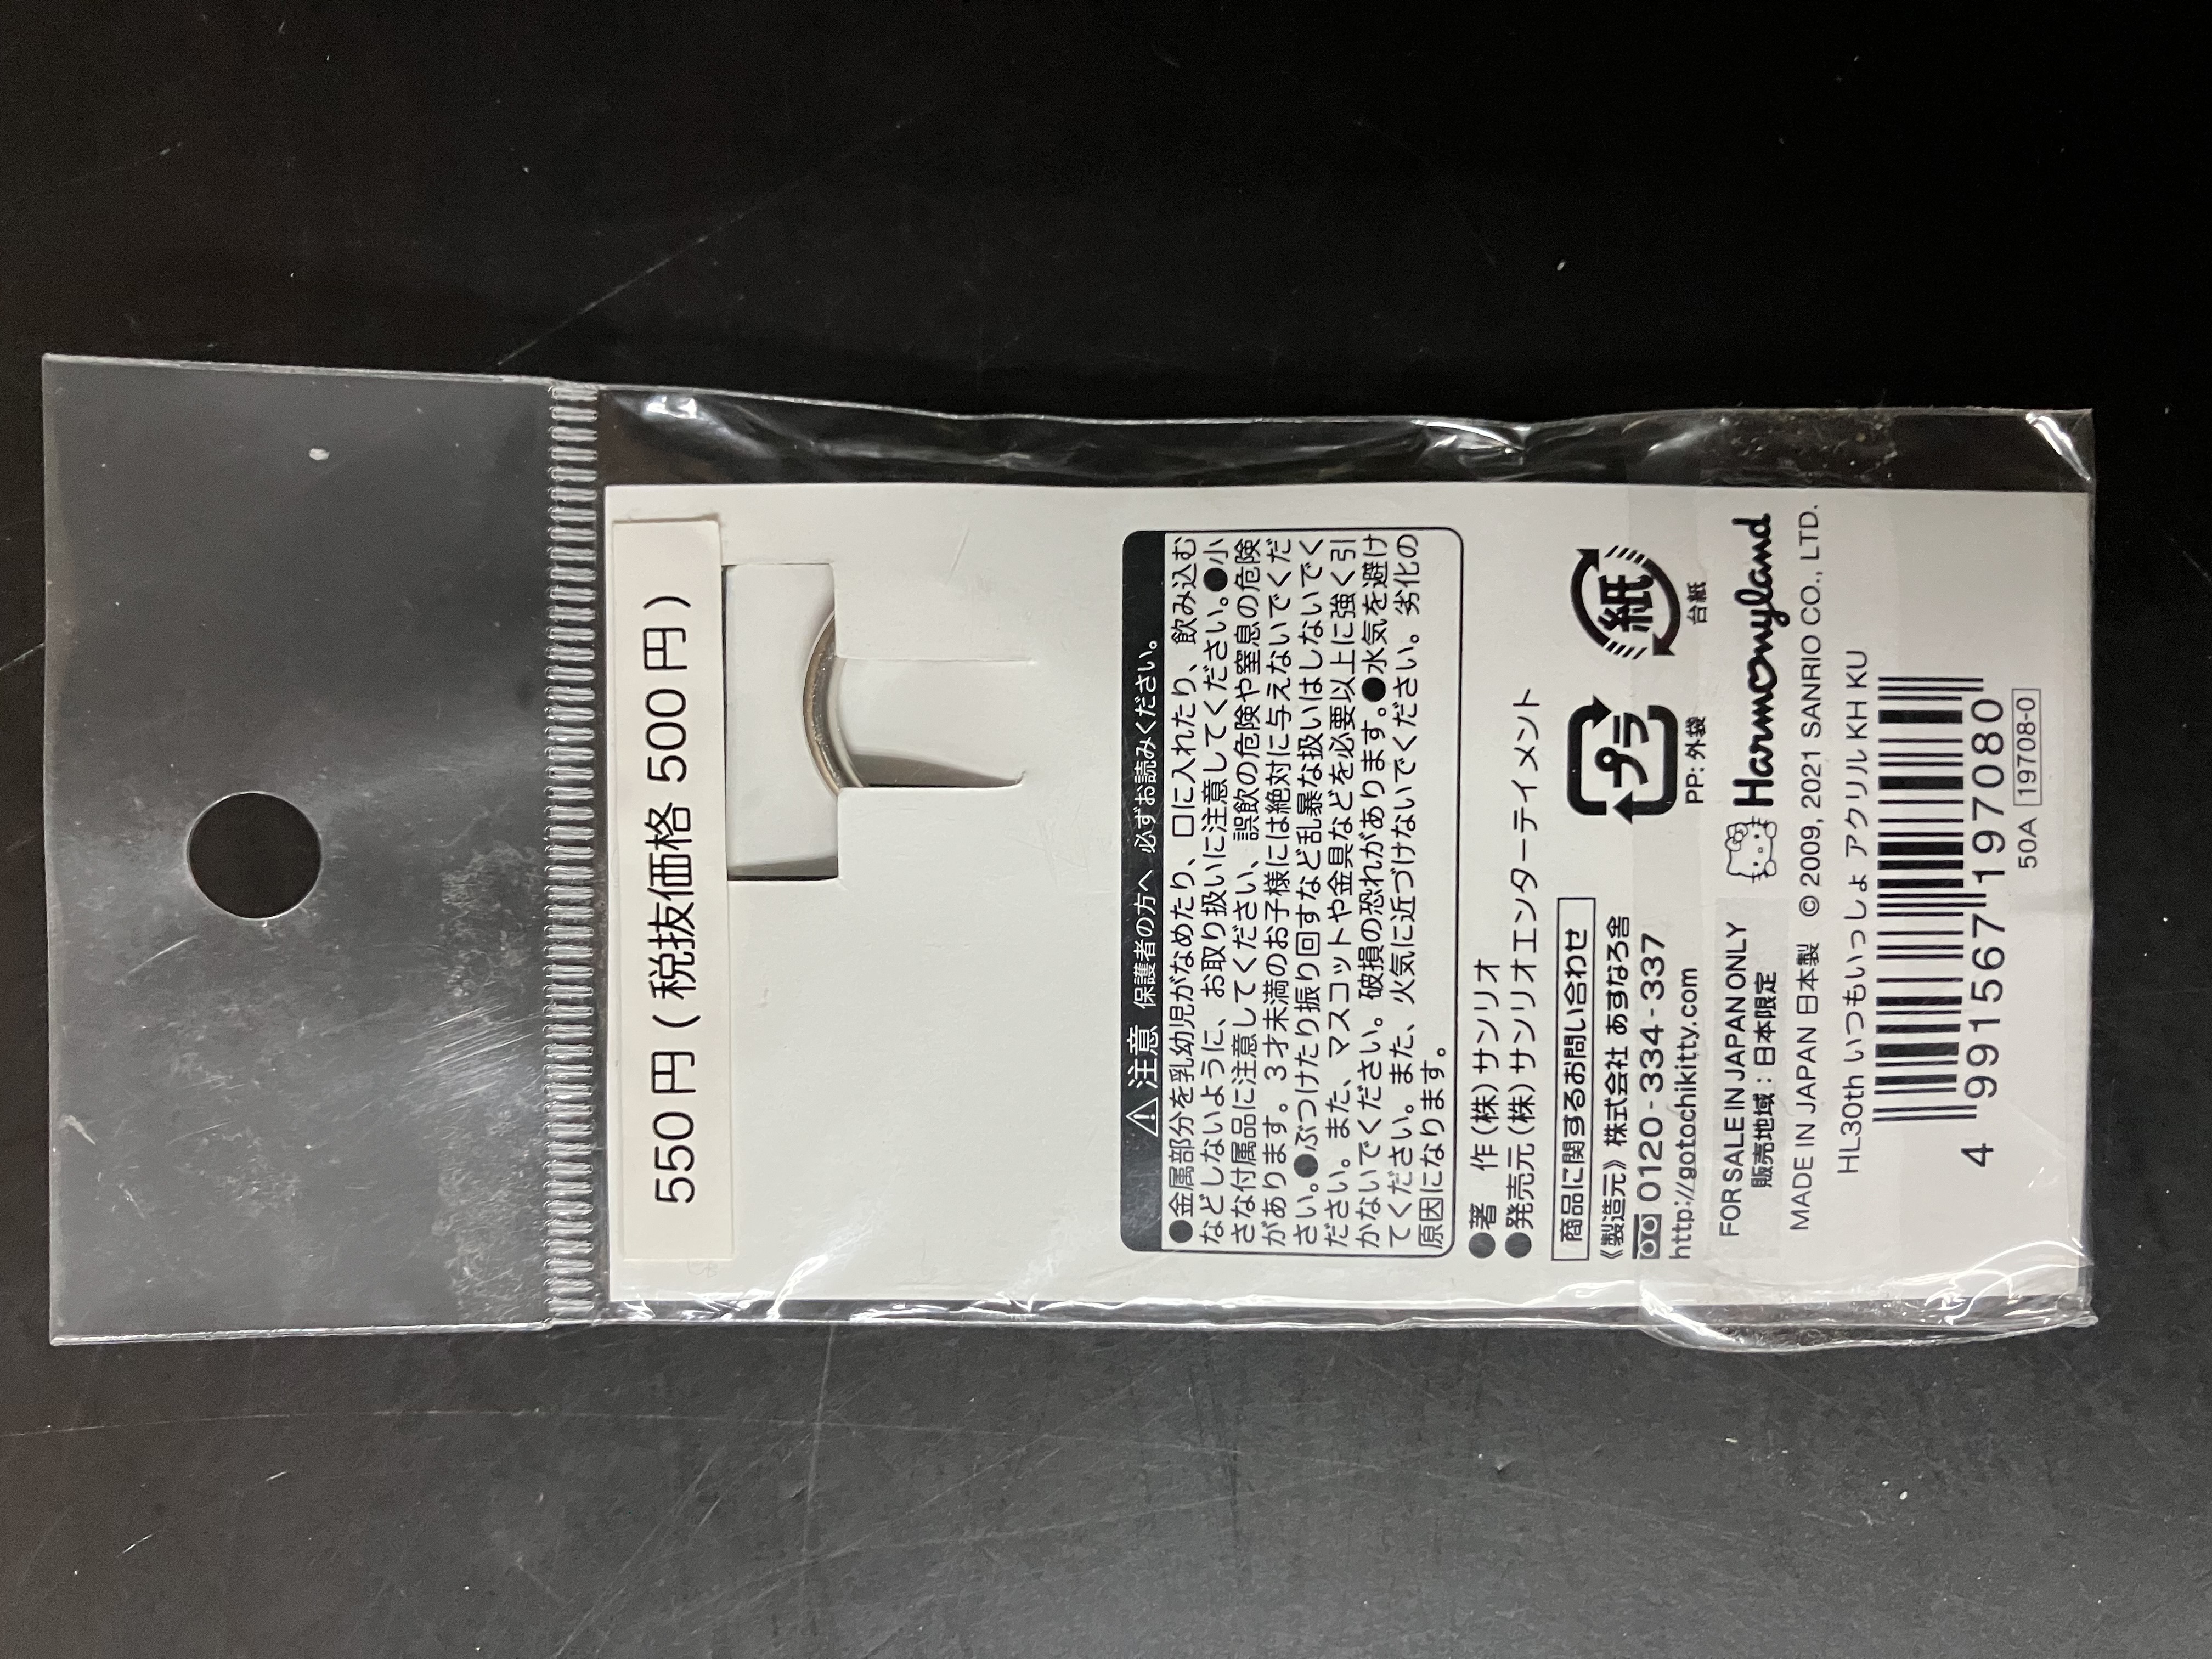 550円(税抜価格 500円)
⚠注意 保護者の方へ 必ずお読みください。
●金属部分を乳幼児がなめたり、口に入れたり、飲み込む
などしないように、お取り扱いに注意してください。●小
さな付属品に注意してください、誤飲の危険や窒息の危険
があります。3才未満のお子様には絶対に与えないでくだ
さい。●ぶつけたり振り回すなど乱暴な扱いはしないでく
ださい。また、マスコットや金具などを必要以上に強く引
かないでください。破損の恐れがあります。●水気を避け
てください。また、火気に近づけないでください。劣化の
原因になります。
●著 作(株)サンリオ
●発売元(株)サンリオエンターテイメント
商品に関するお問い合わせ
《製造元》株式会社 あすなろ舎
0120-334-337
http://gotochikitty.com
プラ
PP:外袋
紙
台紙
FOR SALE IN JAPAN ONLY
販売地域:日本限定
Harmonyland
MADE IN JAPAN 日本製 © 2009, 2021 SANRIO CO., LTD.
HL30th いつもいっしょ アクリル KH KU
4 991567 197080
50A 19708-0